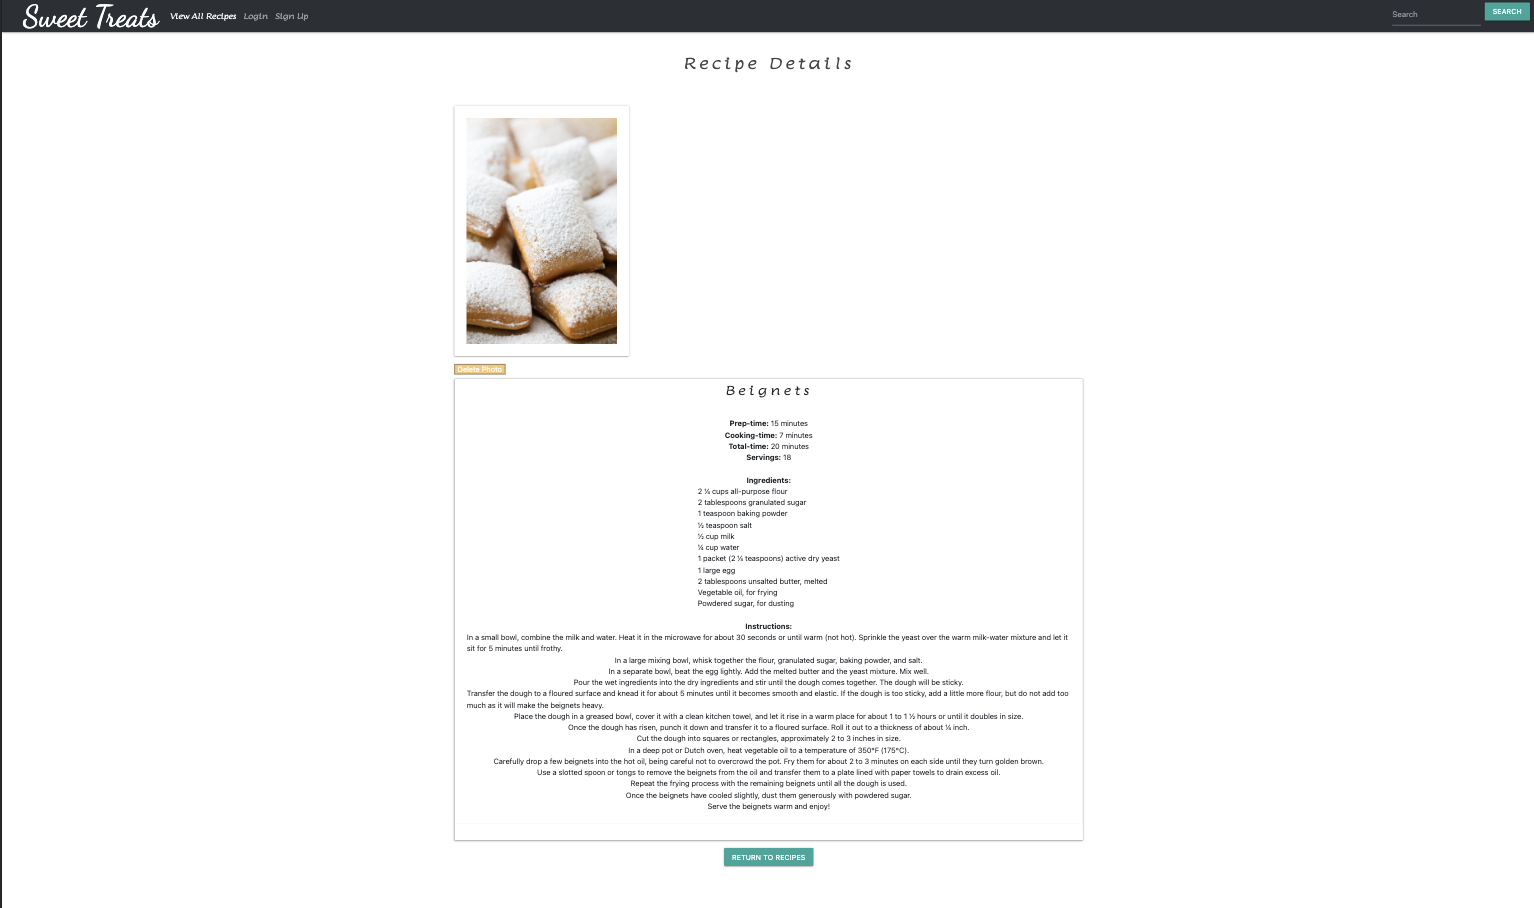 Sweet Treats View All Recipes Login Sign Up Search SEARCH
Recipe Details
Delete Photo
Beignets
Prep-time: 15 minutes
Cooking-time: 7 minutes
Total-time: 20 minutes
Servings: 18
Ingredients:
2 ¼ cups all-purpose flour
2 tablespoons granulated sugar
1 teaspoon baking powder
½ teaspoon salt
½ cup milk
¼ cup water
1 packet (2 ¼ teaspoons) active dry yeast
1 large egg
2 tablespoons unsalted butter, melted
Vegetable oil, for frying
Powdered sugar, for dusting
Instructions:
In a small bowl, combine the milk and water. Heat it in the microwave for about 30 seconds or until warm (not hot). Sprinkle the yeast over the warm milk-water mixture and let it
sit for 5 minutes until frothy.
In a large mixing bowl, whisk together the flour, granulated sugar, baking powder, and salt.
In a separate bowl, beat the egg lightly. Add the melted butter and the yeast mixture. Mix well.
Pour the wet ingredients into the dry ingredients and stir until the dough comes together. The dough will be sticky.
Transfer the dough to a floured surface and knead it for about 5 minutes until it becomes smooth and elastic. If the dough is too sticky, add a little more flour, but do not add too
much as it will make the beignets heavy.
Place the dough in a greased bowl, cover it with a clean kitchen towel, and let it rise in a warm place for about 1 to 1 ½ hours or until it doubles in size.
Once the dough has risen, punch it down and transfer it to a floured surface. Roll it out to a thickness of about ¼ inch.
Cut the dough into squares or rectangles, approximately 2 to 3 inches in size.
In a deep pot or Dutch oven, heat vegetable oil to a temperature of 350°F (175°C).
Carefully drop a few beignets into the hot oil, being careful not to overcrowd the pot. Fry them for about 2 to 3 minutes on each side until they turn golden brown.
Use a slotted spoon or tongs to remove the beignets from the oil and transfer them to a plate lined with paper towels to drain excess oil.
Repeat the frying process with the remaining beignets until all the dough is used.
Once the beignets have cooled slightly, dust them generously with powdered sugar.
Serve the beignets warm and enjoy!
RETURN TO RECIPES